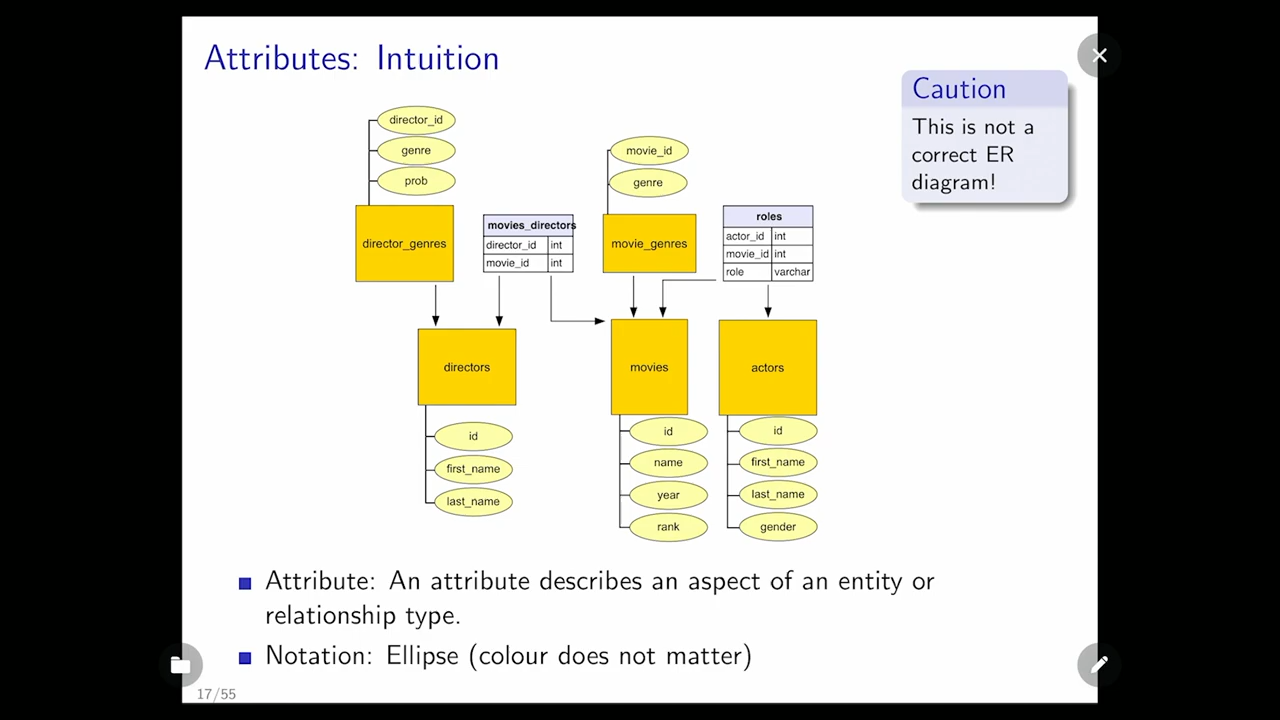 Attributes: Intuition
Caution
This is not a
correct ER
diagram!
director_id
genre
prob
director_genres
movies_directors
director_id int
movie_id int
movie_id
genre
movie_genres
roles
actor_id int
movie_id int
role varchar
directors
id
first_name
last_name
movies
id
name
year
rank
actors
id
first_name
last_name
gender
Attribute: An attribute describes an aspect of an entity or
relationship type.
Notation: Ellipse (colour does not matter)
17/55